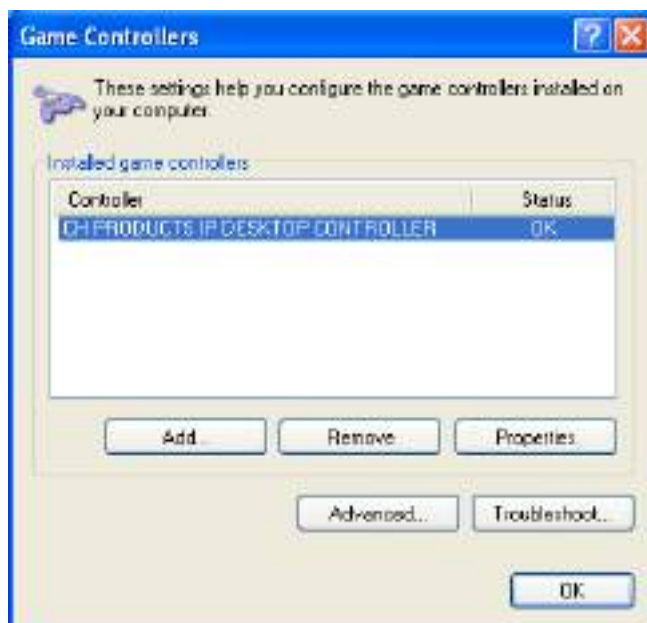 Game Controllers
These settings help you configure the game controllers installed on
your computer.
Installed game controllers
Controller Status
CH PRODUCTS IP DESKTOP CONTROLLER OK
Add... Remove Properties
Advanced... Troubleshoot...
OK